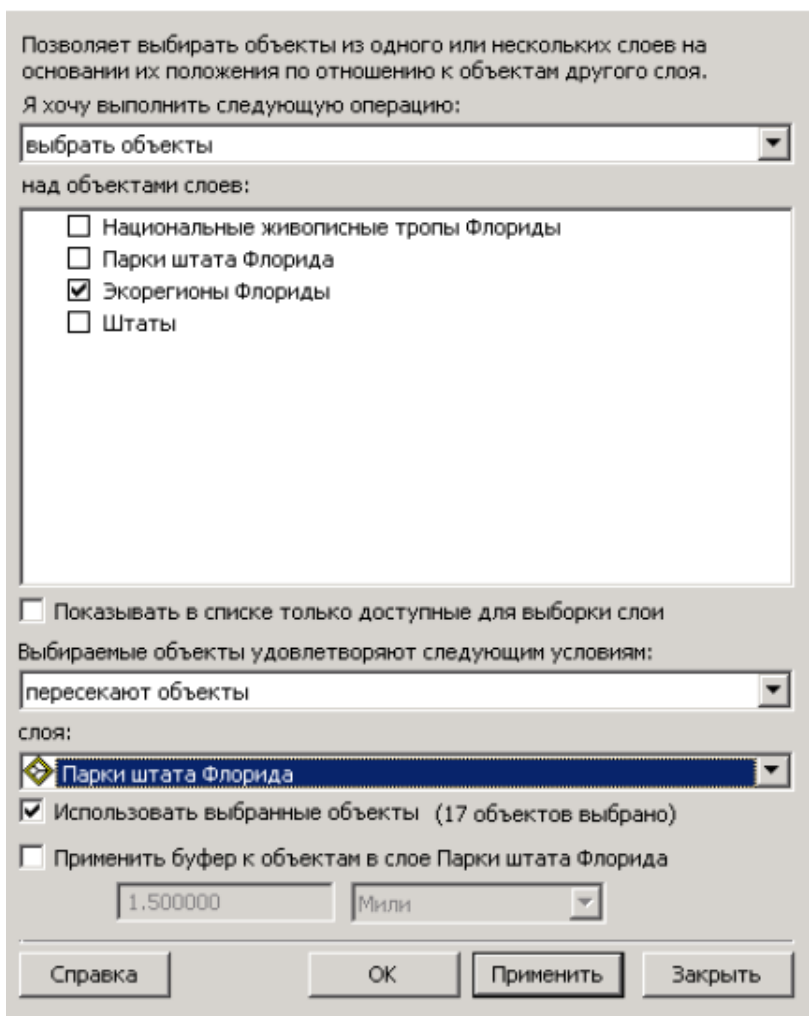 Позволяет выбирать объекты из одного или нескольких слоев на
основании их положения по отношению к объектам другого слоя.
Я хочу выполнить следующую операцию:
выбрать объекты
над объектами слоев:
Национальные живописные тропы Флориды
Парки штата Флорида
Экорегионы Флориды
Штаты
Показывать в списке только доступные для выборки слои
Выбираемые объекты удовлетворяют следующим условиям:
пересекают объекты
слоя:
Парки штата Флорида
Использовать выбранные объекты (17 объектов выбрано)
Применить буфер к объектам в слое Парки штата Флорида
1.500000 Мили
Справка ОК Применить Закрыть